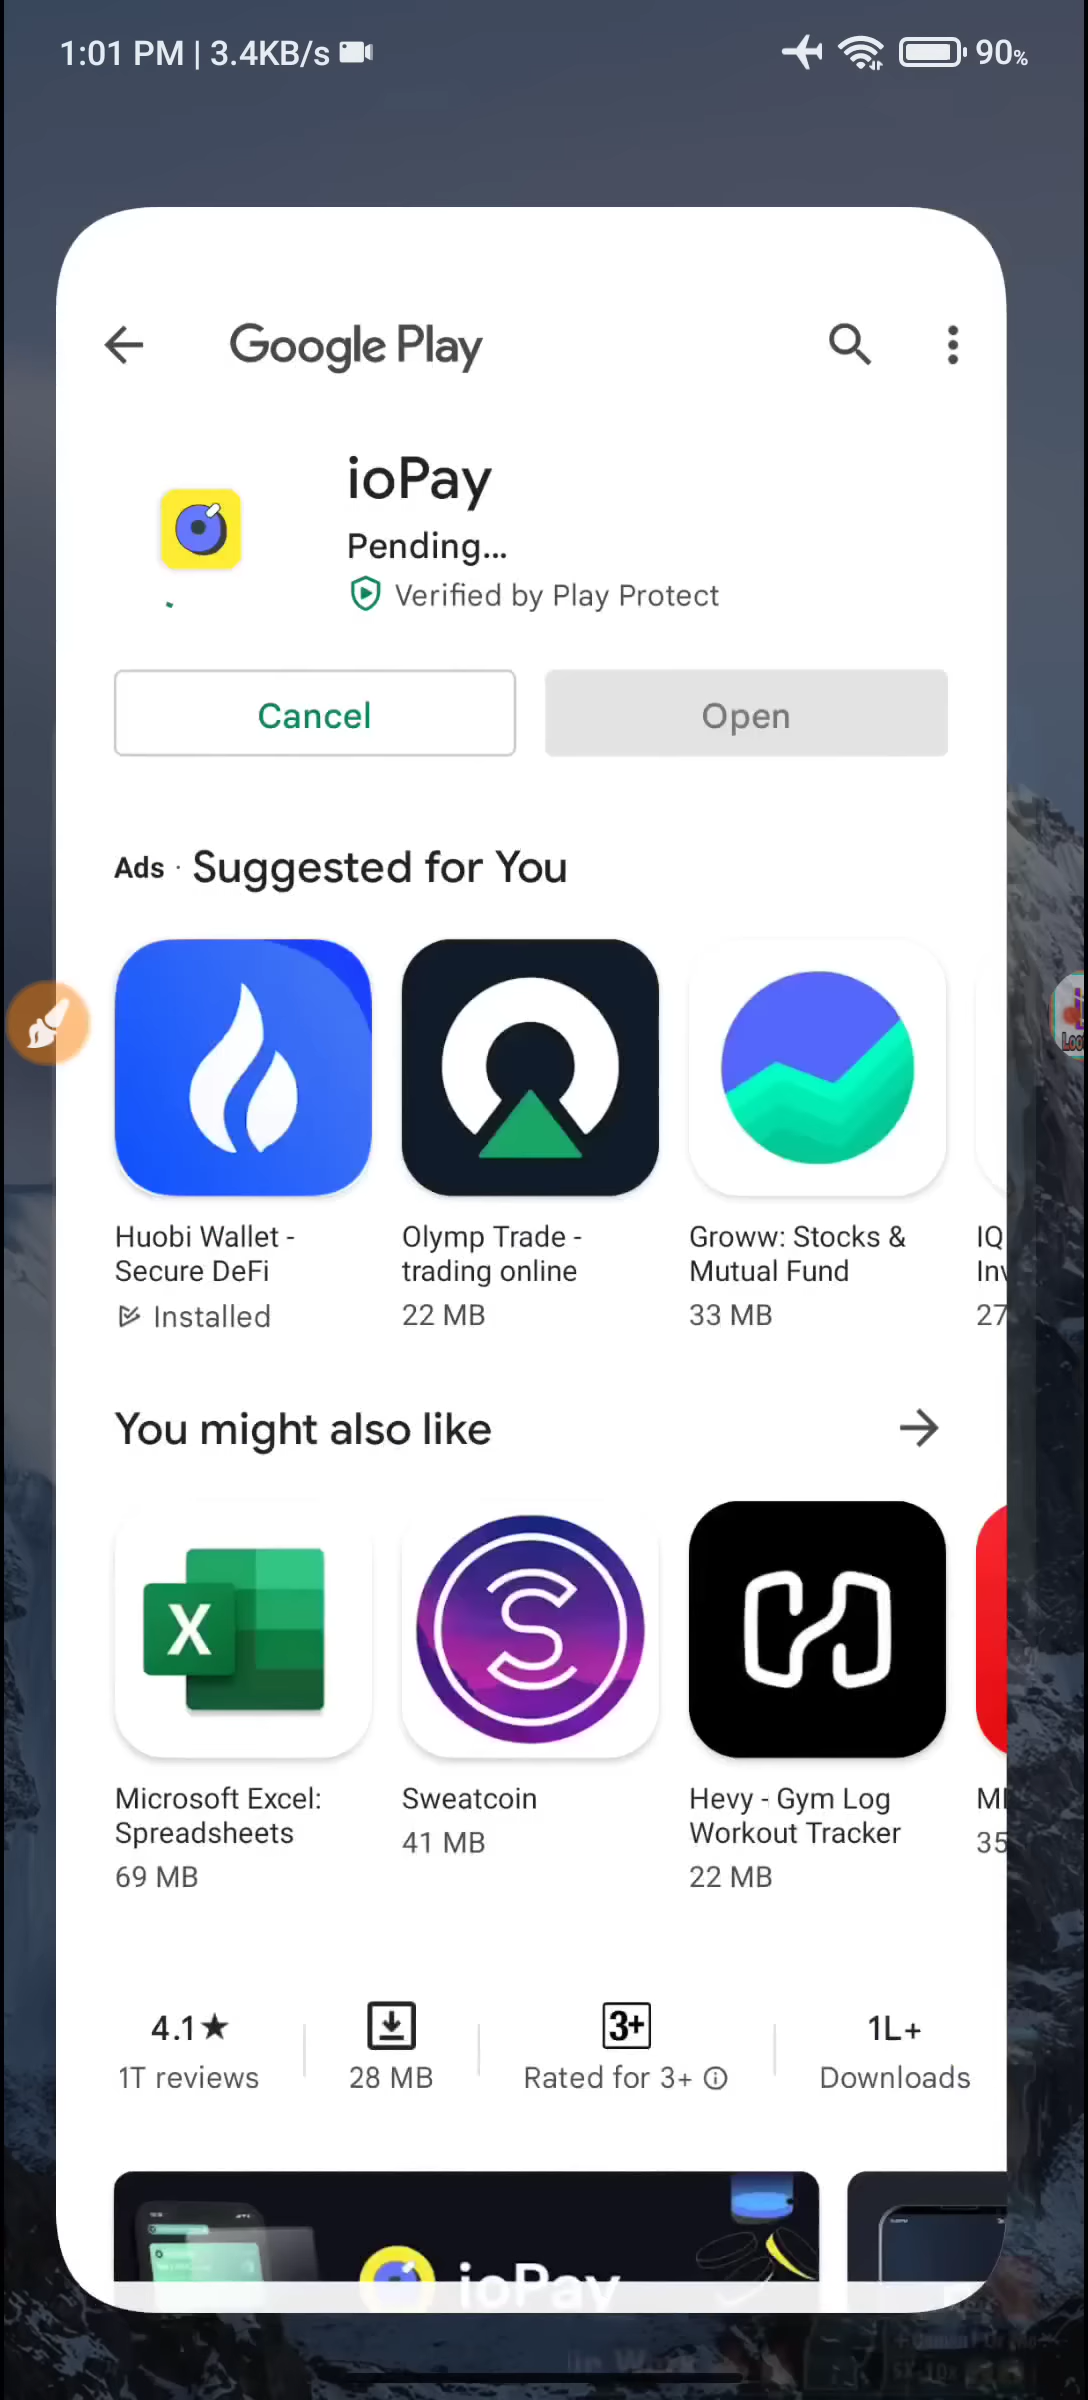 1:01 PM | 3.4KB/s 90%
Google Play
ioPay
Pending...
Verified by Play Protect
Cancel Open
Ads · Suggested for You
Huobi Wallet - Olymp Trade - Groww: Stocks & IQ
Secure DeFi trading online Mutual Fund
Installed 22 MB 33 MB 27
You might also like
X S
Microsoft Excel: Sweatcoin Hevy - Gym Log
Spreadsheets 41 MB Workout Tracker 35
69 MB 22 MB
4.1★ 3+ 1L+
1T reviews 28 MB Rated for 3+ Downloads
ioPay